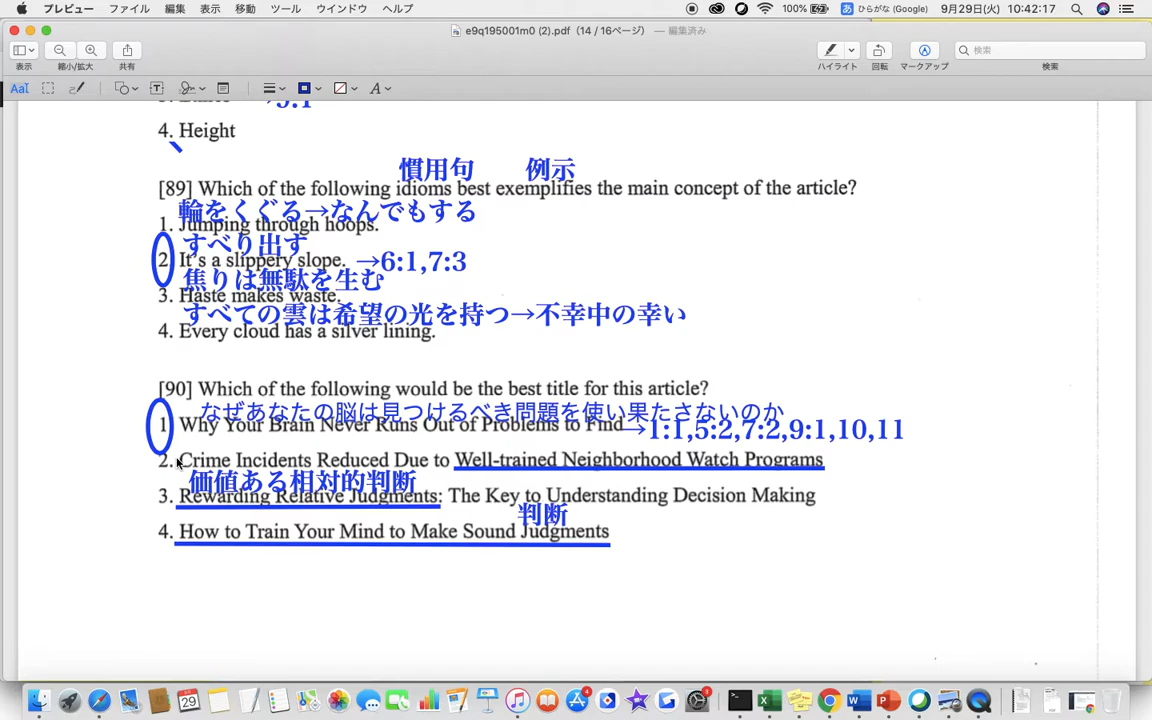 プレビュー ファイル 編集 表示 移動 ツール ウインドウ ヘルプ 100% あ ひらがな (Google) 9月29日(火) 10:42:17
e9q195001m0 (2).pdf（14 / 16ページ） — 編集済み
検索
表示 縮小/拡大 共有 ハイライト 回転 マークアップ 検索
4. Height
慣用句 例示
[89] Which of the following idioms best exemplifies the main concept of the article?
輪をくぐる→なんでもする
1. Jumping through hoops.
すべり出す
2. It's a slippery slope. →6:1,7:3
焦りは無駄を生む
3. Haste makes waste.
すべての雲は希望の光を持つ→不幸中の幸い
4. Every cloud has a silver lining.
[90] Which of the following would be the best title for this article?
なぜあなたの脳は見つけるべき問題を使い果たさないのか
1. Why Your Brain Never Runs Out of Problems to Find→1:1,5:2,7:2,9:1,10,11
2. Crime Incidents Reduced Due to Well-trained Neighborhood Watch Programs
価値ある相対的判断
3. Rewarding Relative Judgments: The Key to Understanding Decision Making
判断
4. How to Train Your Mind to Make Sound Judgments